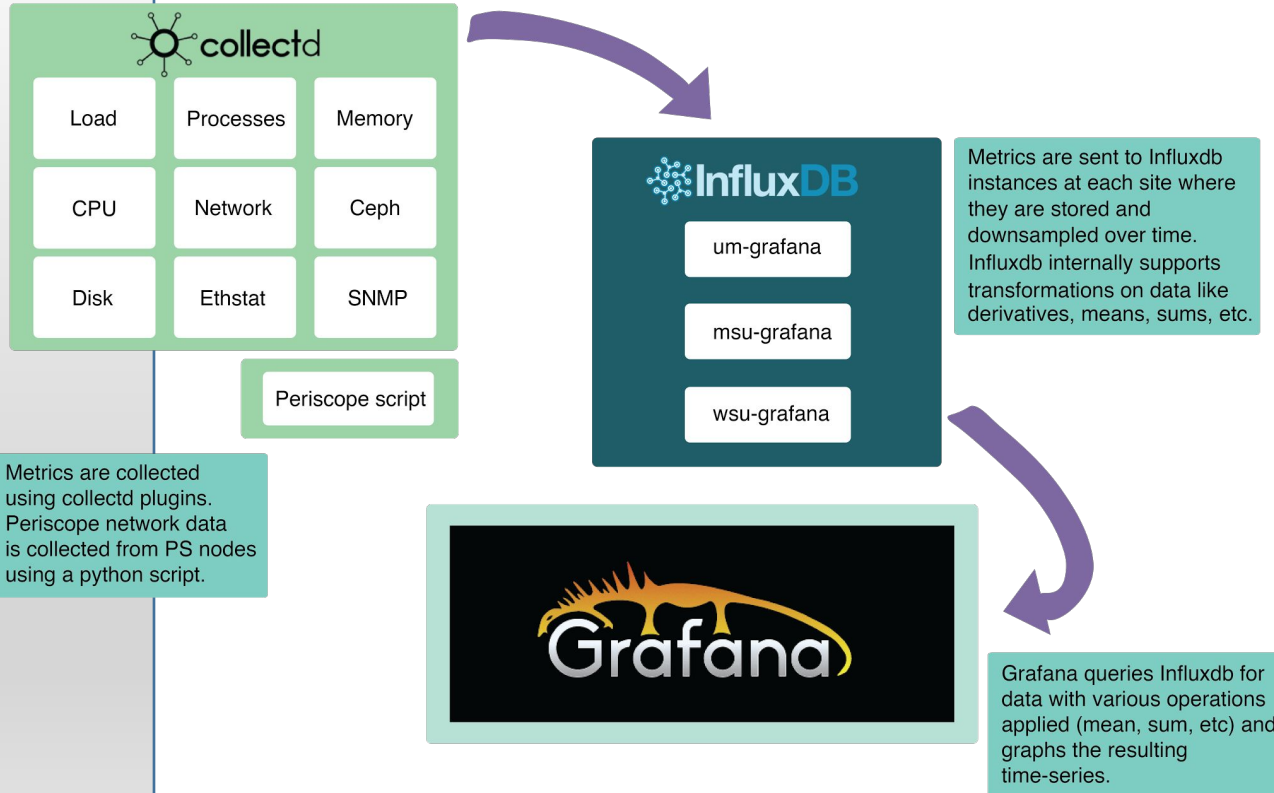 collectd
Load
Processes
Memory
CPU
Network
Ceph
Disk
Ethstat
SNMP
Periscope script
Metrics are collected
using collectd plugins.
Periscope network data
is collected from PS nodes
using a python script.
InfluxDB
um-grafana
msu-grafana
wsu-grafana
Metrics are sent to Influxdb
instances at each site where
they are stored and
downsampled over time.
Influxdb internally supports
transformations on data like
derivatives, means, sums, etc.
Grafana
Grafana queries Influxdb for
data with various operations
applied (mean, sum, etc) and
graphs the resulting
time-series.